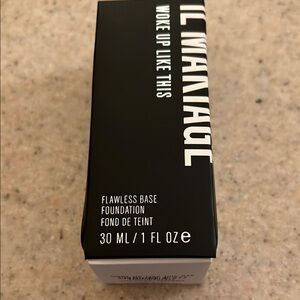 IL MAKIAGE
WOKE UP LIKE THIS
FLAWLESS BASE
FOUNDATION
FOND DE TEINT
30 ML / 1 FL OZ ℮